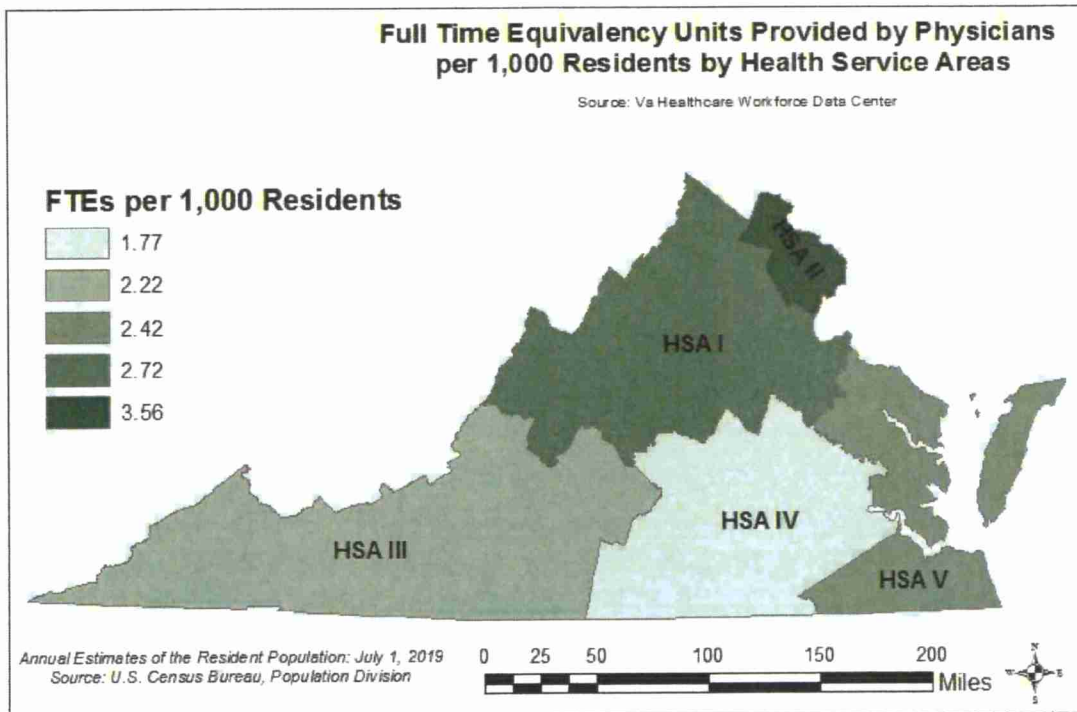 Full Time Equivalency Units Provided by Physicians
per 1,000 Residents by Health Service Areas
Source: Va Healthcare Workforce Data Center
FTEs per 1,000 Residents
1.77
2.22
2.42
2.72
3.56
HSA II
HSA I
HSA IV
HSA III
HSA V
Annual Estimates of the Resident Population: July 1, 2019
Source: U.S. Census Bureau, Population Division
0 25 50 100 150 200
Miles
N
W E
S